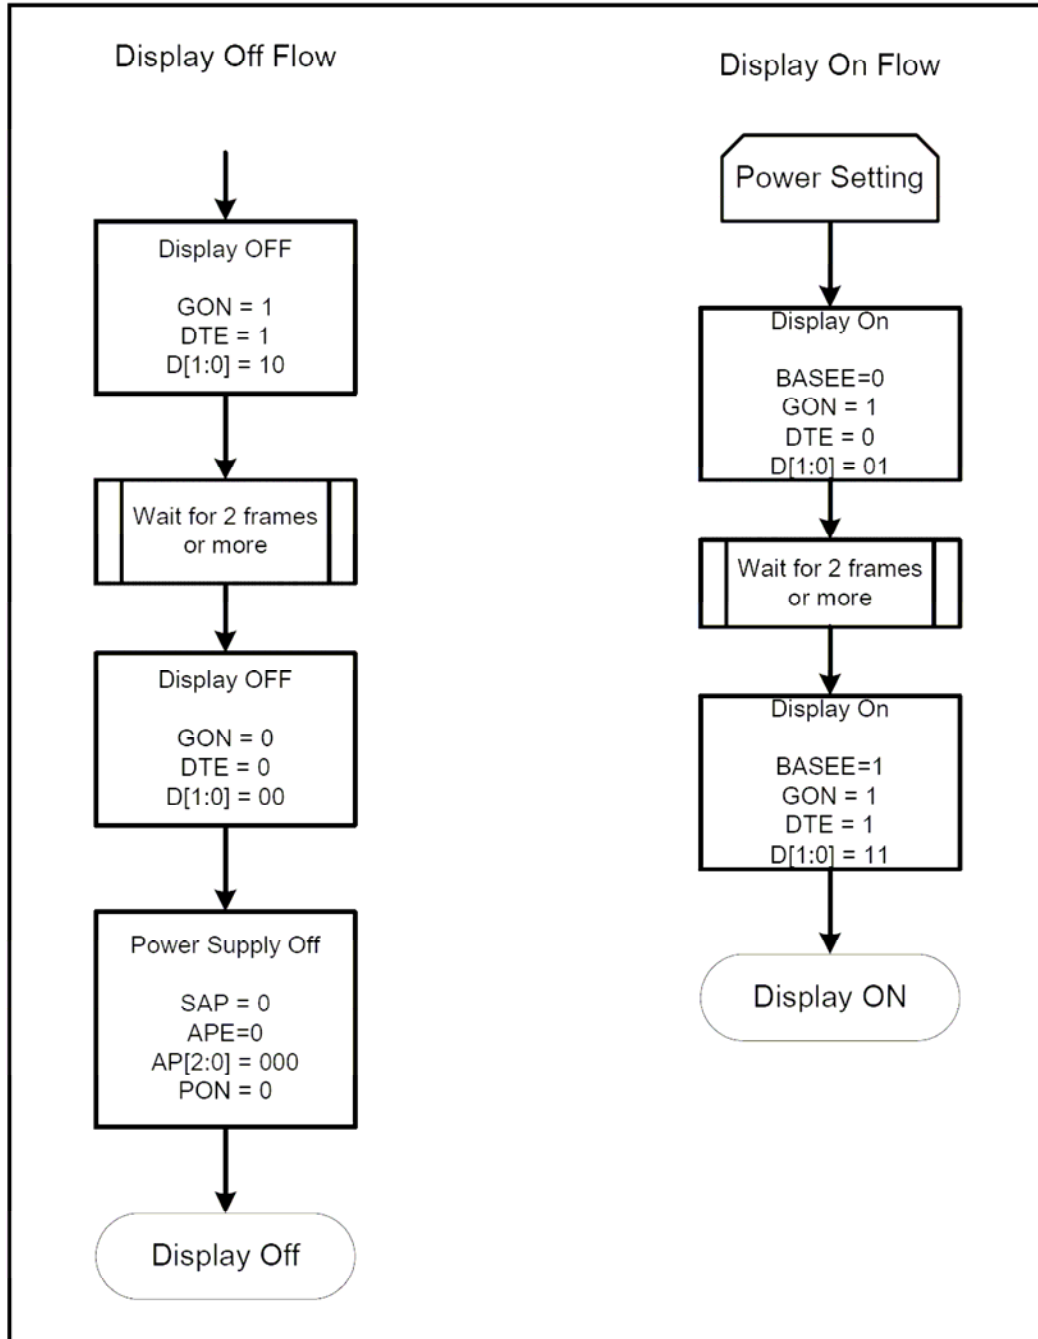 Display Off Flow
Display OFF
GON = 1
DTE = 1
D[1:0] = 10
Wait for 2 frames
or more
Display OFF
GON = 0
DTE = 0
D[1:0] = 00
Power Supply Off
SAP = 0
APE=0
AP[2:0] = 000
PON = 0
Display Off
Display On Flow
Power Setting
Display On
BASEE=0
GON = 1
DTE = 0
D[1:0] = 01
Wait for 2 frames
or more
Display On
BASEE=1
GON = 1
DTE = 1
D[1:0] = 11
Display ON